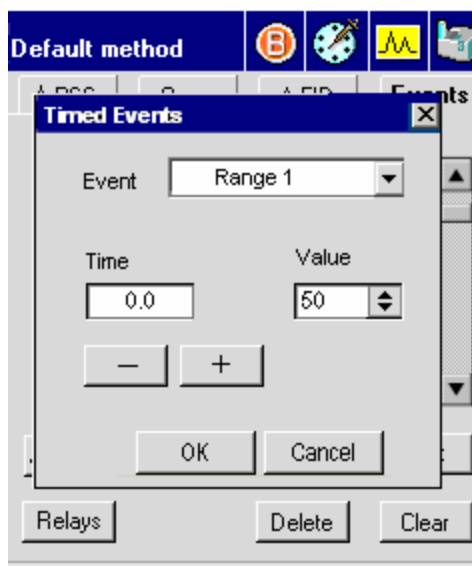 Default method
B
Events
Timed Events
Event Range 1
Time Value
0.0 50
— +
OK Cancel
Relays Delete Clear